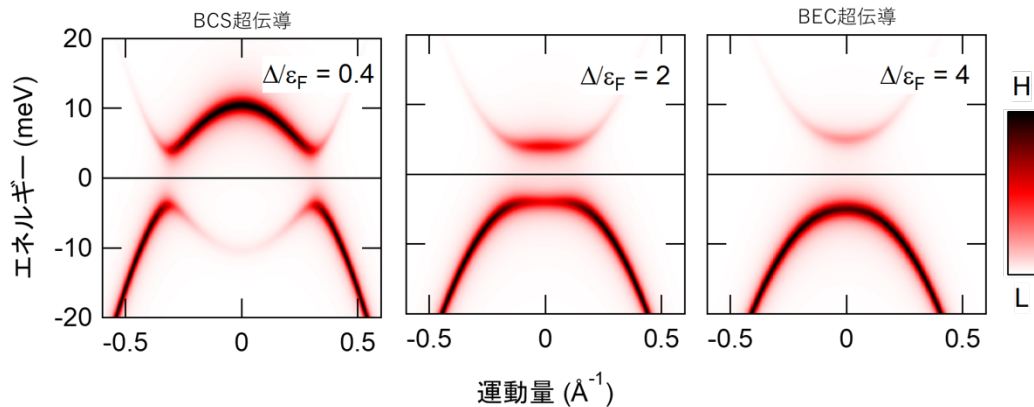 BCS超伝導
BEC超伝導
20
10
0
-10
-20
エネルギー (meV)
Δ/εF = 0.4
Δ/εF = 2
Δ/εF = 4
H
L
-0.5 0 0.5
-0.5 0 0.5
-0.5 0 0.5
運動量 (Å-1)